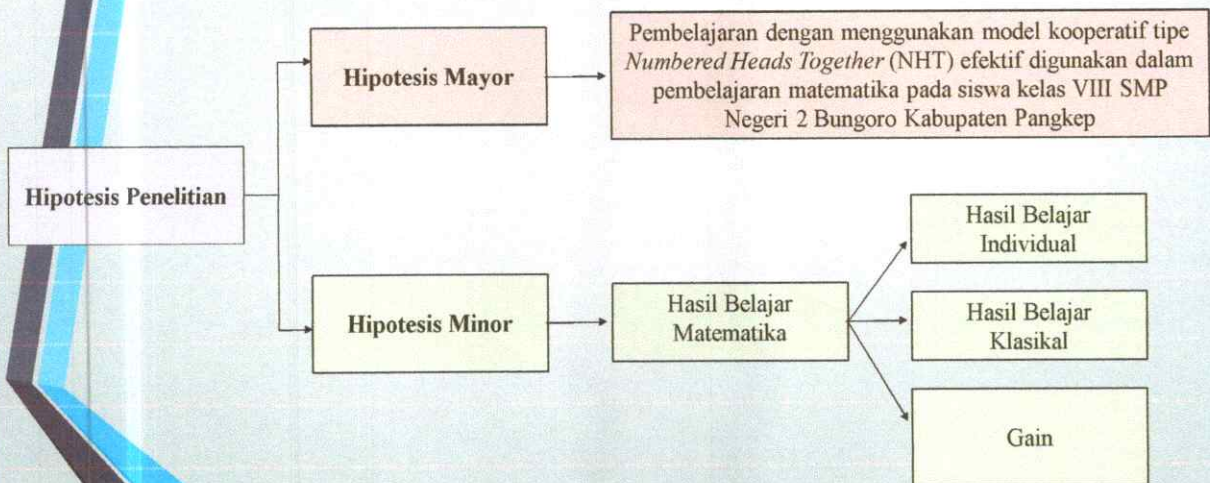 Hipotesis Penelitian
Hipotesis Mayor
Pembelajaran dengan menggunakan model kooperatif tipe
Numbered Heads Together (NHT) efektif digunakan dalam
pembelajaran matematika pada siswa kelas VIII SMP
Negeri 2 Bungoro Kabupaten Pangkep
Hipotesis Minor
Hasil Belajar
Matematika
Hasil Belajar
Individual
Hasil Belajar
Klasikal
Gain